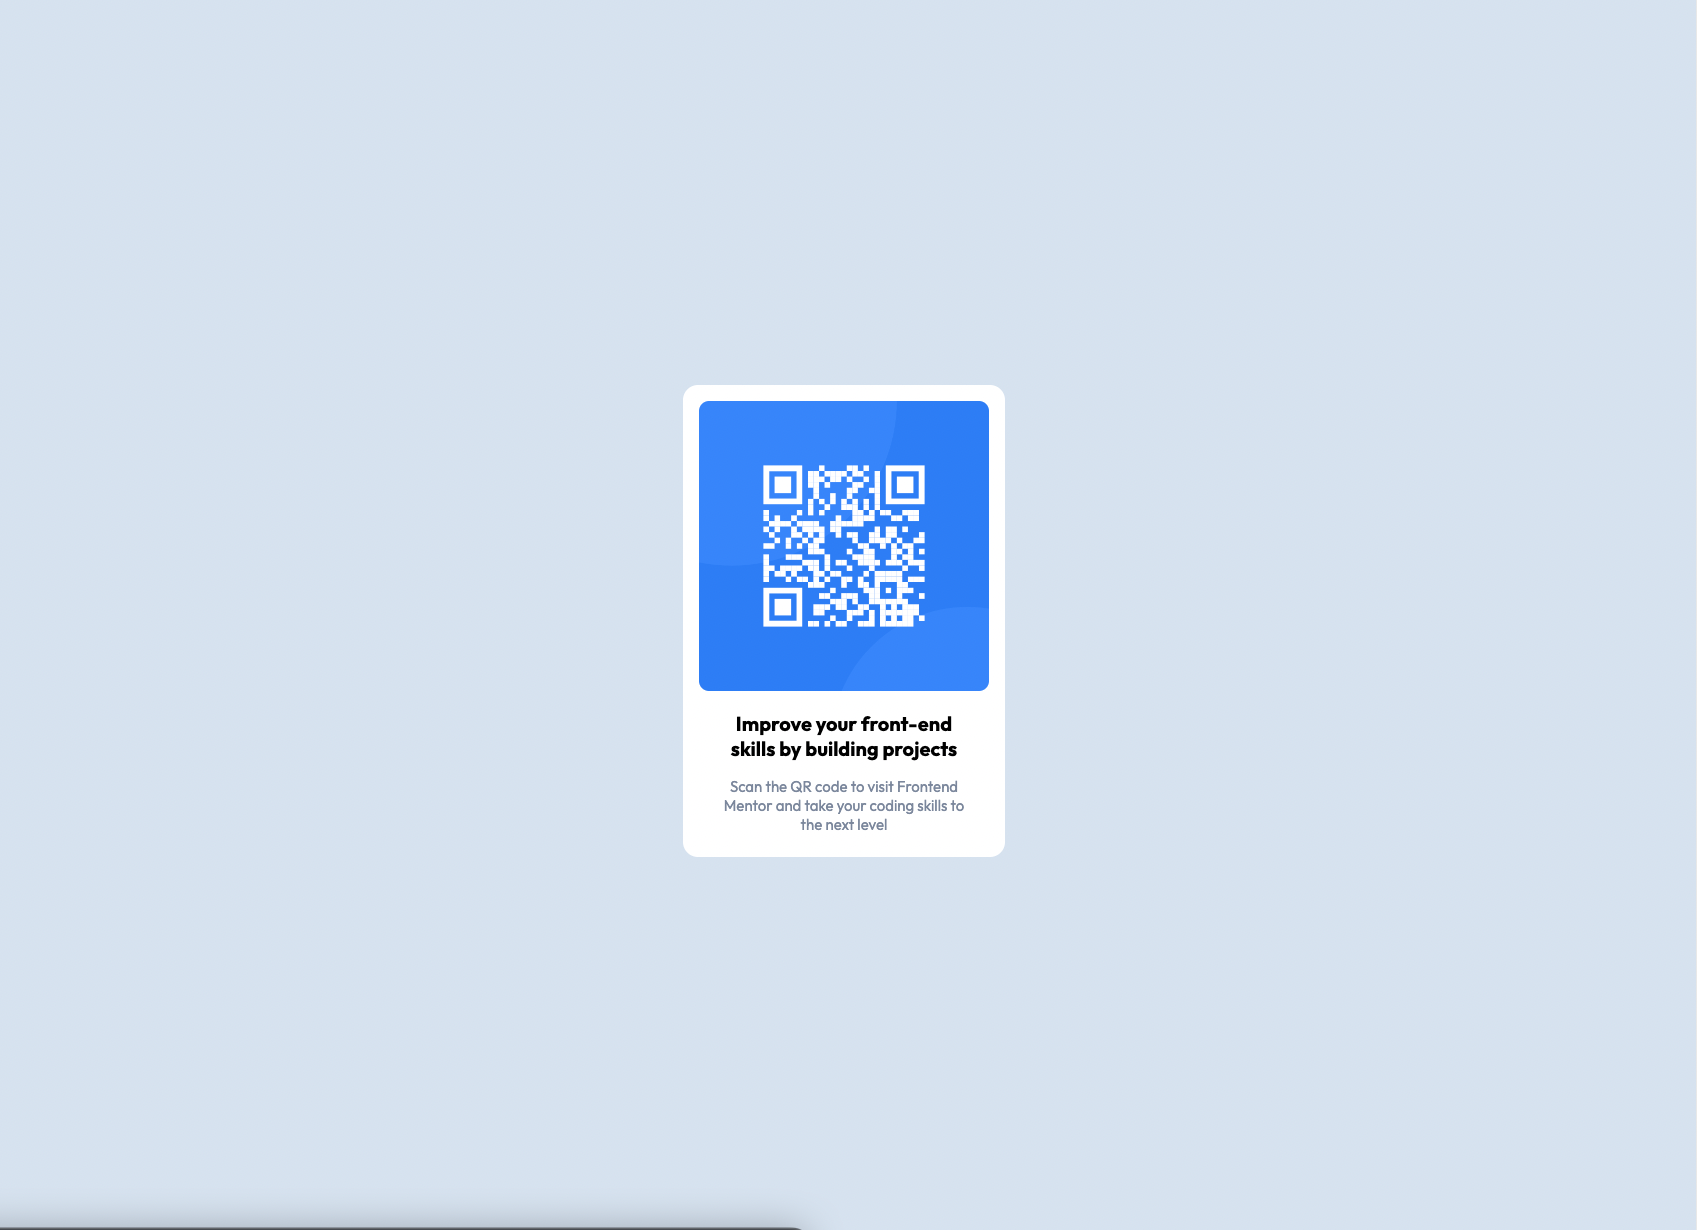 Improve your front-end
skills by building projects
Scan the QR code to visit Frontend
Mentor and take your coding skills to
the next level